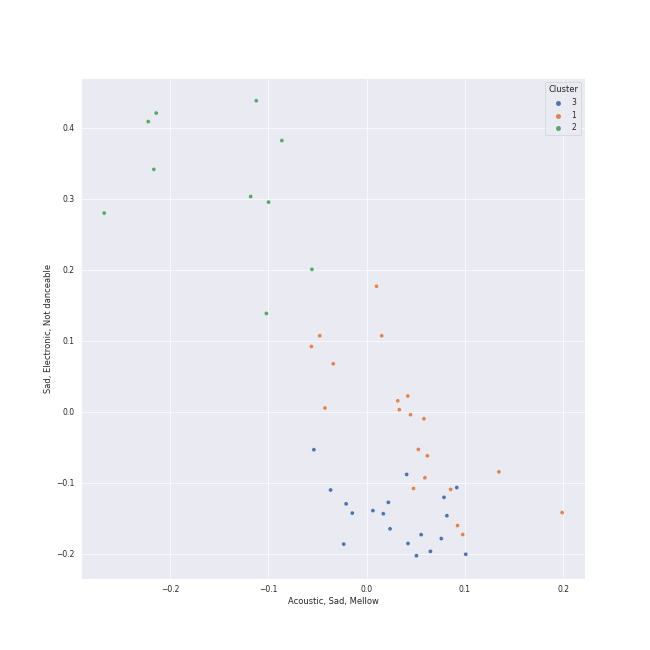 Cluster
3
1
2
0.4
0.3
0.2
0.1
0.0
−0.1
−0.2
−0.2 −0.1 0.0 0.1 0.2
Sad, Electronic, Not danceable
Acoustic, Sad, Mellow